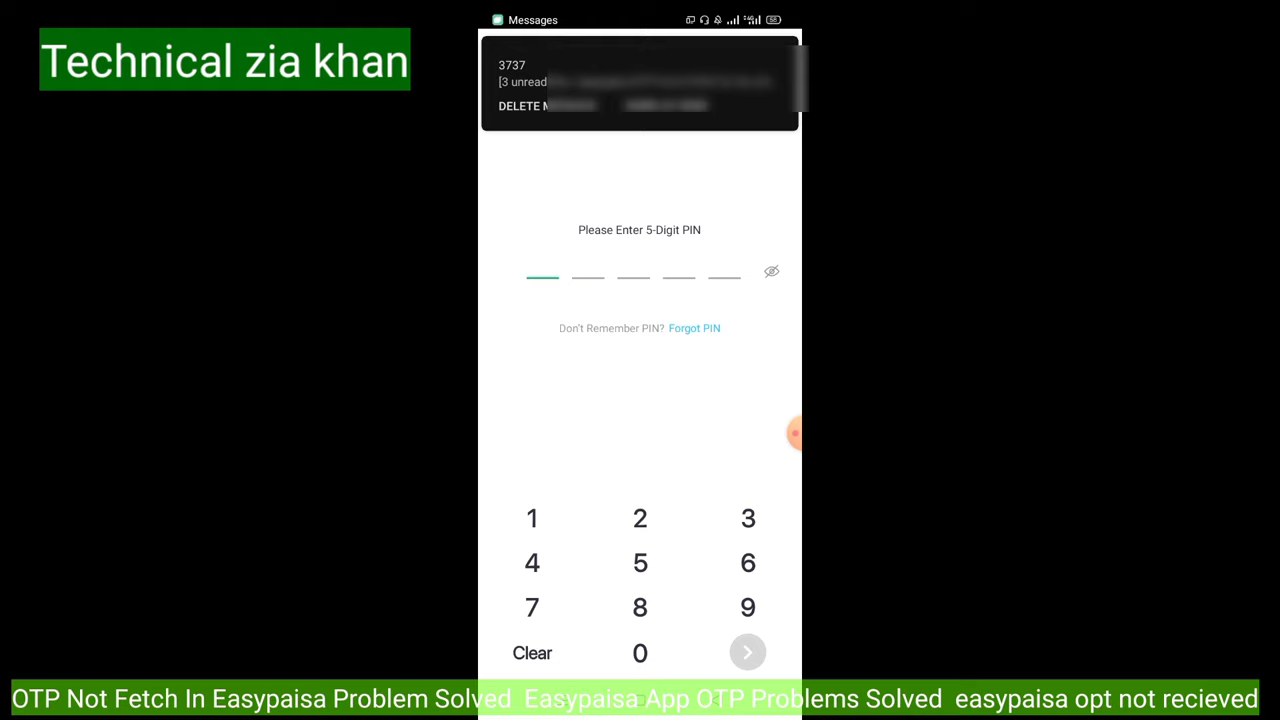 Messages
58
Technical zia khan
3737
[3 unread
DELETE
Please Enter 5-Digit PIN
Don't Remember PIN? Forgot PIN
1 2 3
4 5 6
7 8 9
Clear 0
OTP Not Fetch In Easypaisa Problem Solved Easypaisa App OTP Problems Solved easypaisa opt not recieved